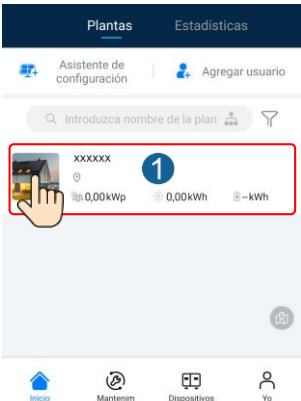 Plantas Estadísticas
Asistente de configuración Agregar usuario
Introduzca nombre de la plan
xxxxxx
1
0,00kWp 0,00kWh --kWh
Inicio Mantenim Dispositivos Yo